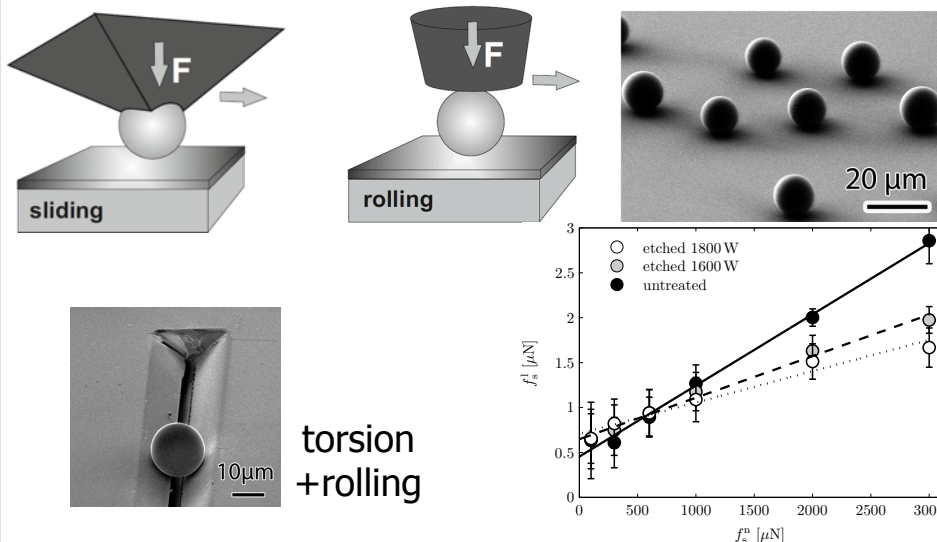 F
F
sliding
rolling
20 µm
etched 1800 W
etched 1600 W
untreated
3
2.5
2
1.5
1
0.5
0
0
500
1000
1500
2000
2500
300
f_s^l [µN]
f_s^n [µN]
10µm
torsion
+rolling